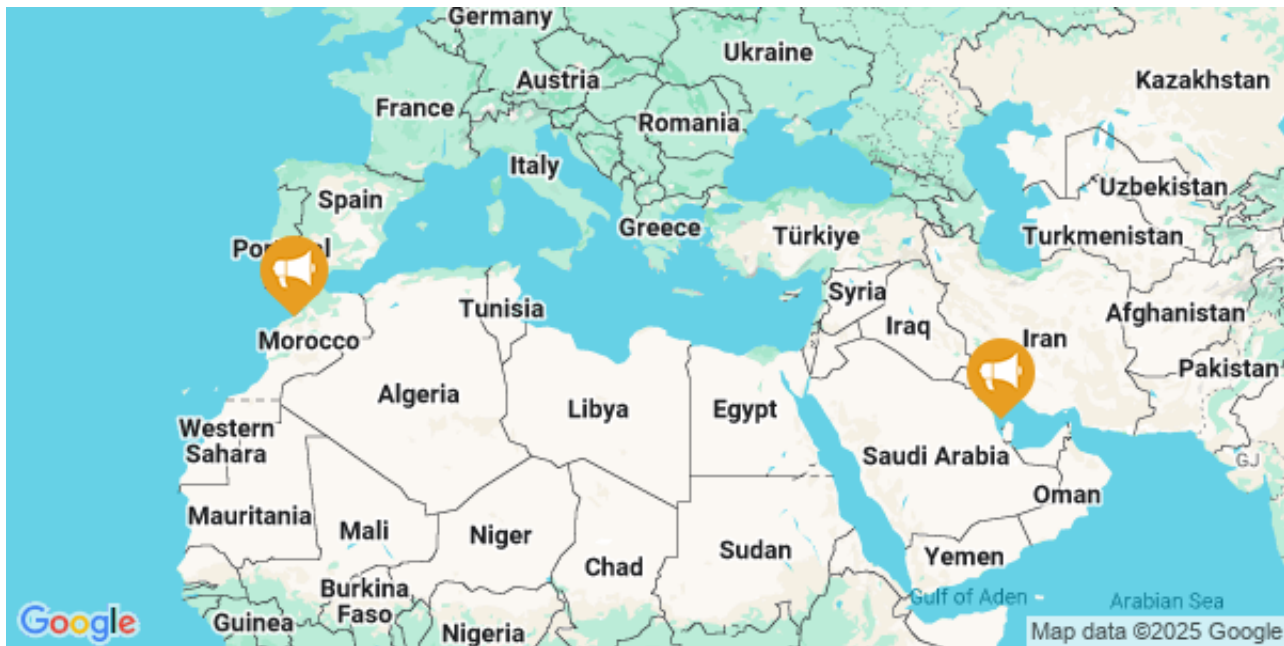 Germany
Ukraine
Kazakhstan
Austria
France
Romania
Italy
Uzbekistan
Spain
Greece
Türkiye
Turkmenistan
Syria
Tunisia
Afghanistan
Iraq
Iran
Morocco
Pakistan
Algeria
Libya
Egypt
Western
Sahara
Saudi Arabia
GJ
Oman
Mauritania
Mali
Niger
Sudan
Yemen
Chad
Burkina
Faso
Gulf of Aden
Arabian Sea
Guinea
Nigeria
Google
Map data ©2025 Google